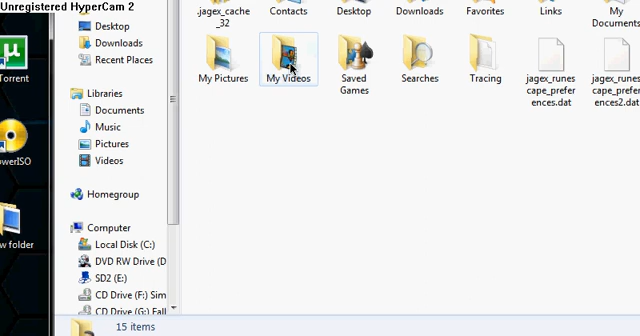 Unregistered HyperCam 2
.jagex_cache
_32
Contacts
Desktop
Downloads
Favorites
Links
My
Documents
Torrent
Desktop
Downloads
Recent Places
My Pictures
My Videos
Saved
Games
Searches
Tracing
jagex_runes
cape_prefer
ences.dat
jagex_runes
cape_prefer
ences2.dat
Libraries
Documents
Music
Pictures
Videos
owerISO
Homegroup
Computer
Local Disk (C:)
DVD RW Drive (D
SD2 (E:)
CD Drive (F:) Sim
CD Drive (G:) Fall
w folder
15 items